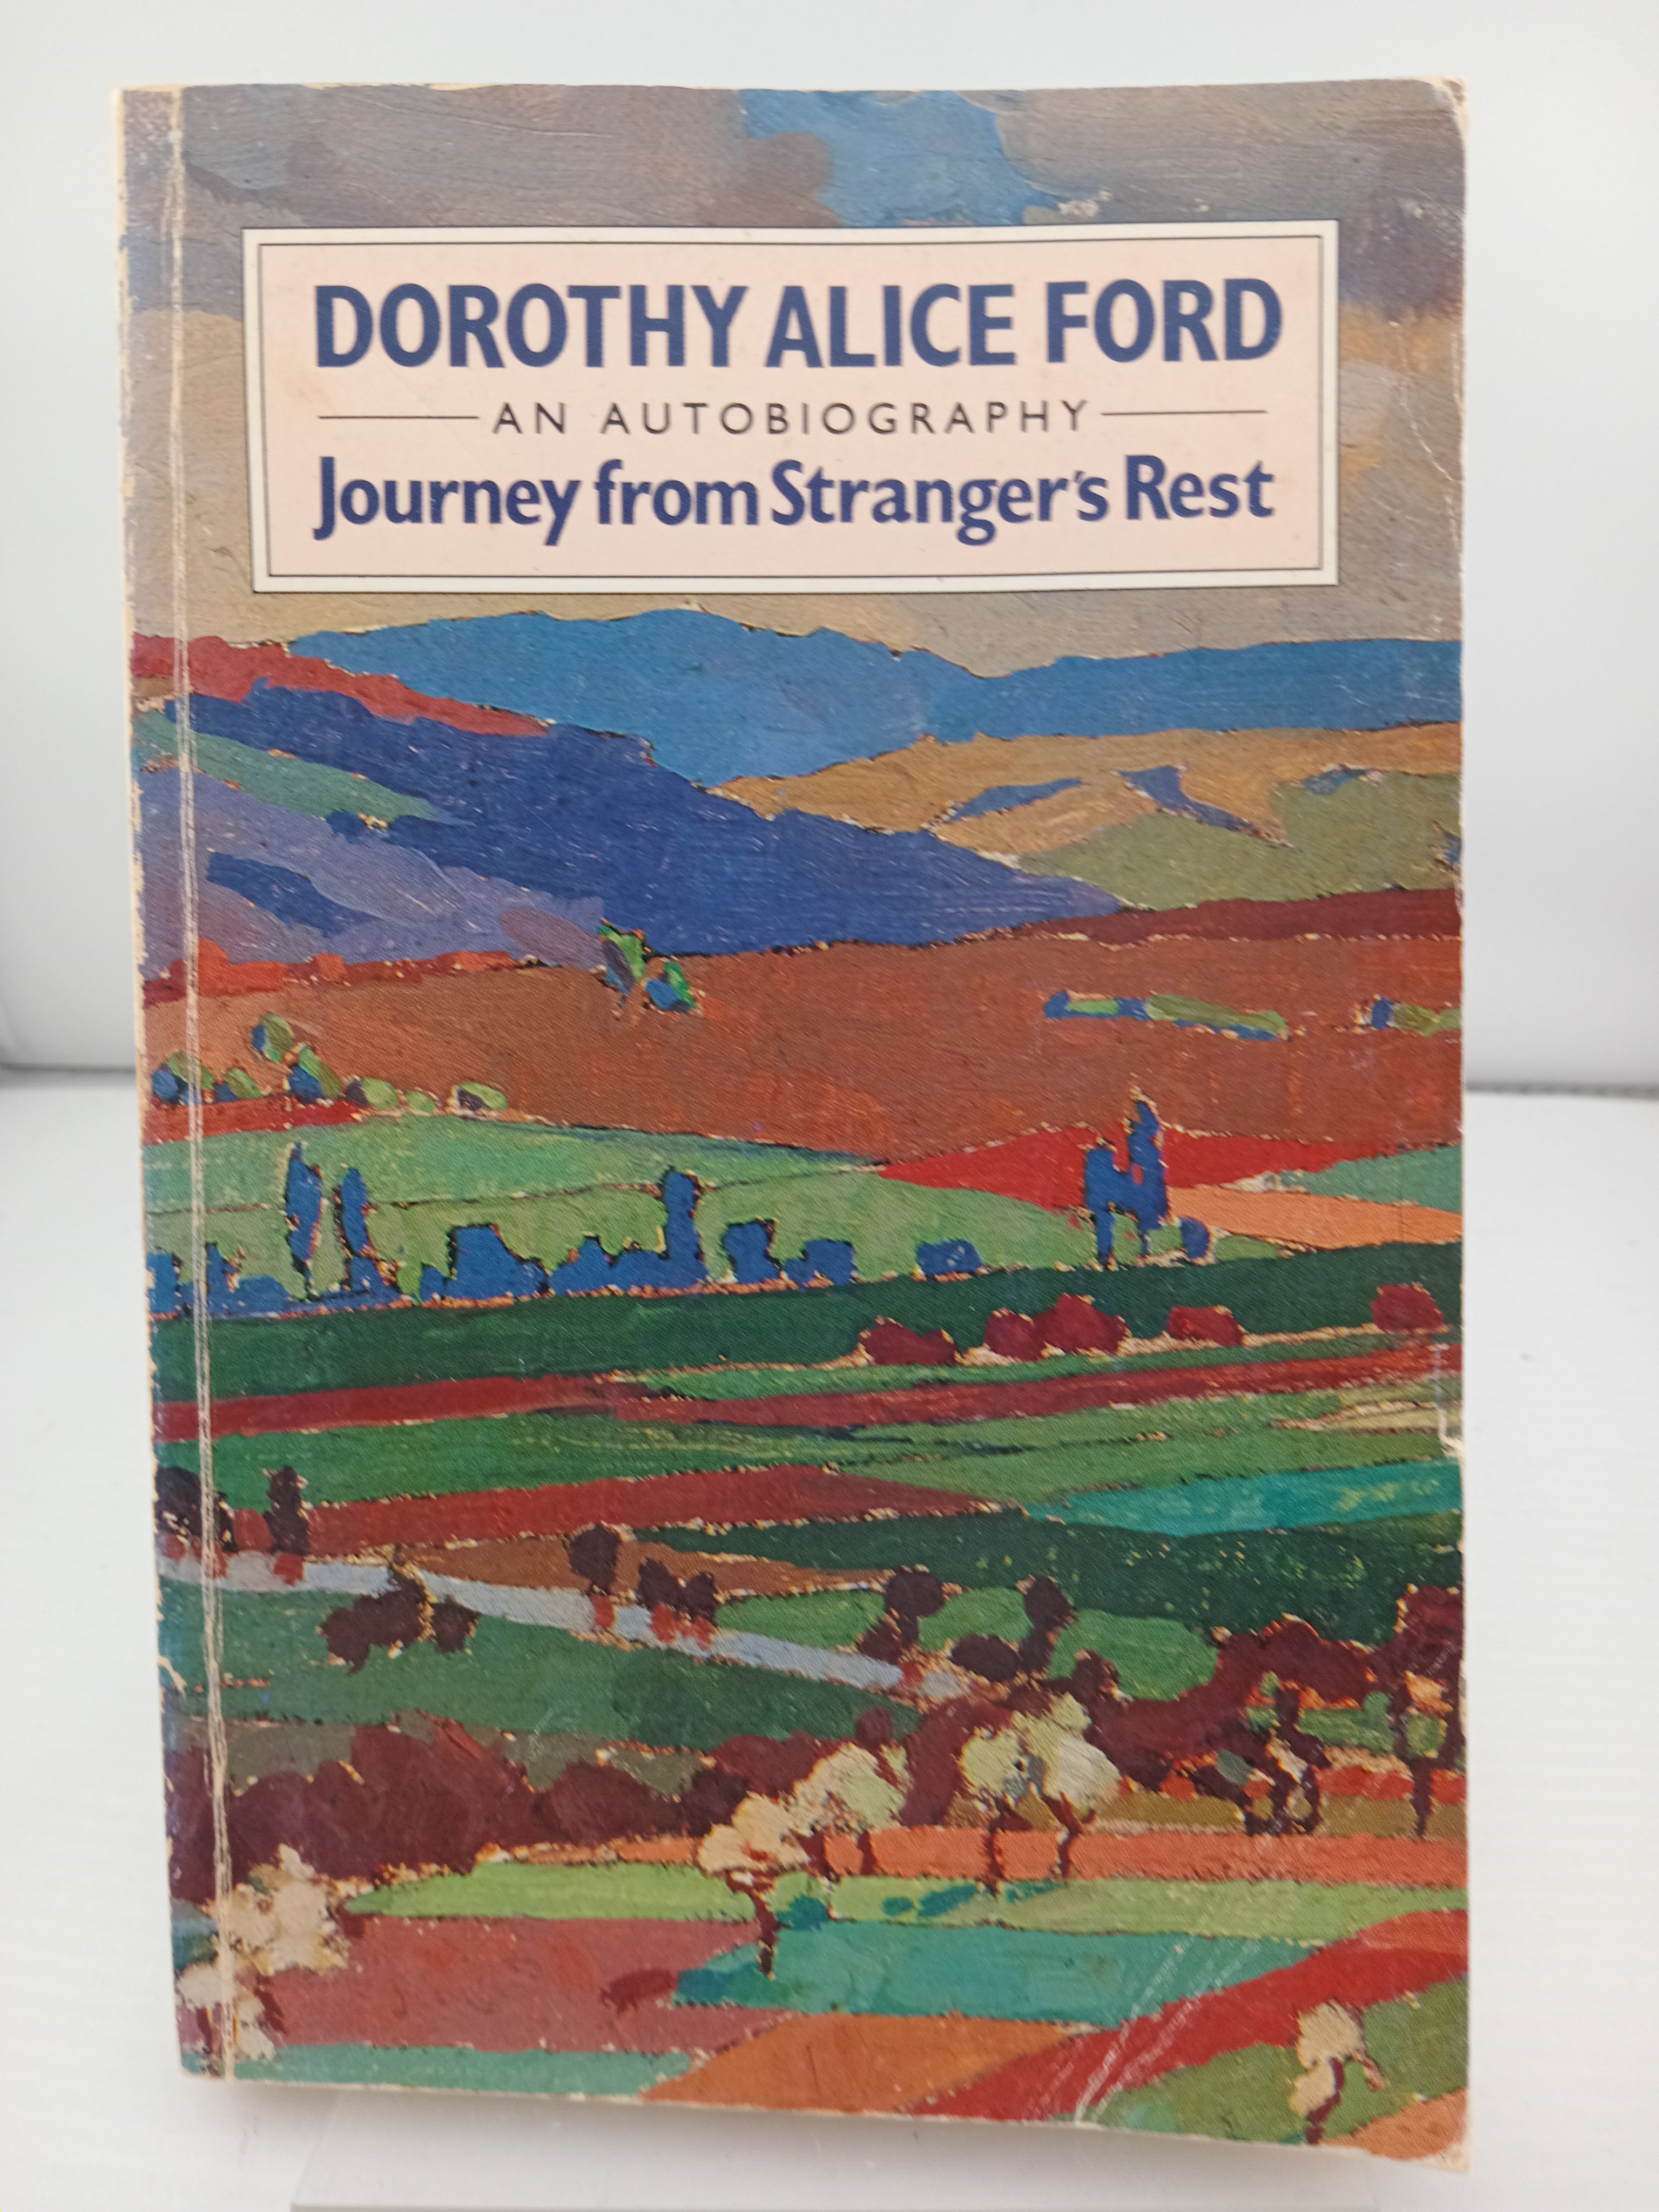 DOROTHY ALICE FORD
AN AUTOBIOGRAPHY
Journey from Stranger's Rest